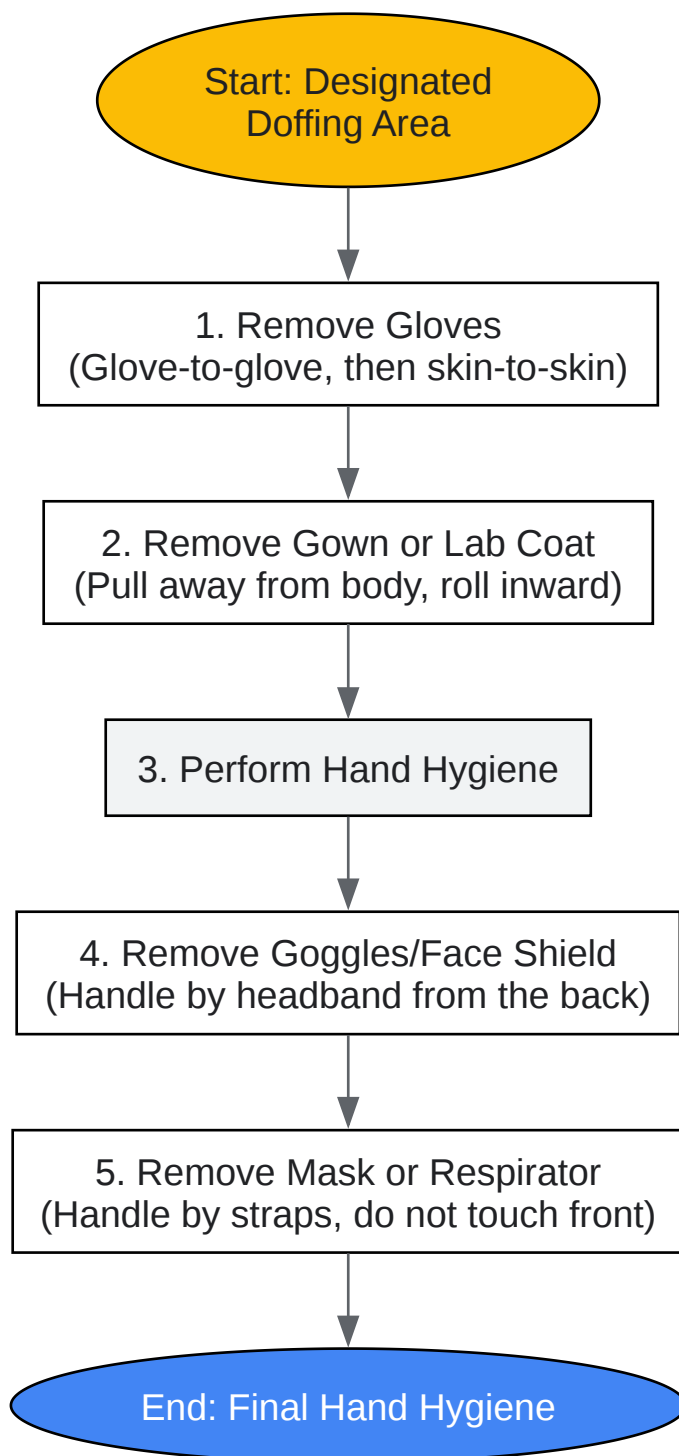 Start: Designated
Doffing Area
1. Remove Gloves
(Glove-to-glove, then skin-to-skin)
2. Remove Gown or Lab Coat
(Pull away from body, roll inward)
3. Perform Hand Hygiene
4. Remove Goggles/Face Shield
(Handle by headband from the back)
5. Remove Mask or Respirator
(Handle by straps, do not touch front)
End: Final Hand Hygiene